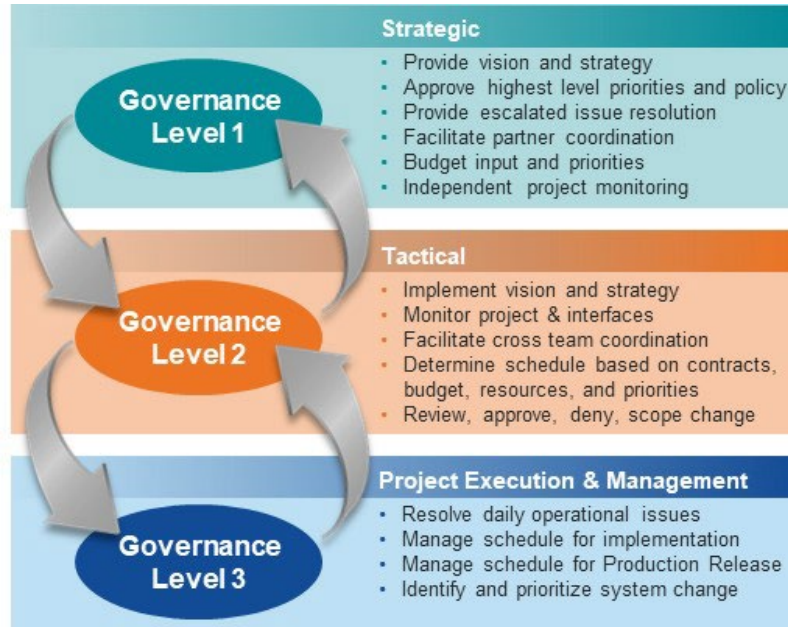 Strategic
Governance
Level 1
• Provide vision and strategy
• Approve highest level priorities and policy
• Provide escalated issue resolution
• Facilitate partner coordination
• Budget input and priorities
• Independent project monitoring
Tactical
Governance
Level 2
• Implement vision and strategy
• Monitor project & interfaces
• Facilitate cross team coordination
• Determine schedule based on contracts,
budget, resources, and priorities
• Review, approve, deny, scope change
Project Execution & Management
Governance
Level 3
• Resolve daily operational issues
• Manage schedule for implementation
• Manage schedule for Production Release
• Identify and prioritize system change